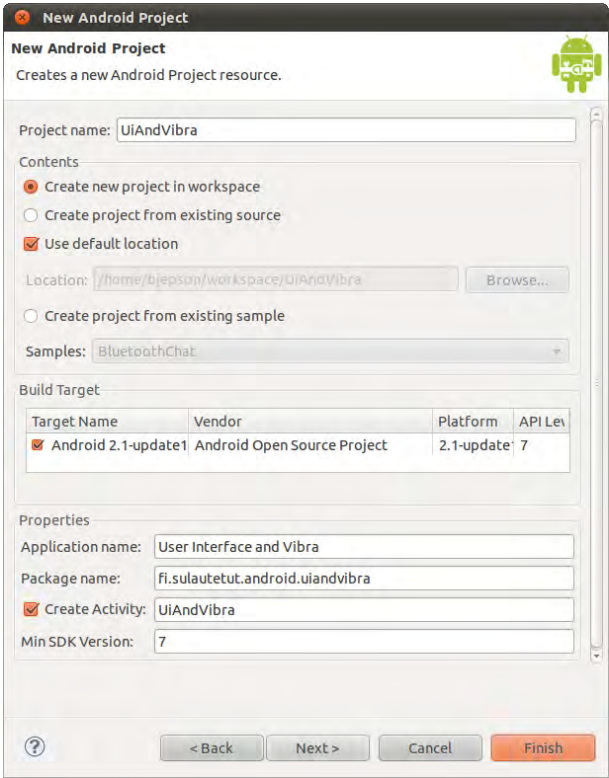 New Android Project
New Android Project
Creates a new Android Project resource.
Project name: UiAndVibra
Contents
Create new project in workspace
Create project from existing source
Use default location
Location: /home/bjepson/workspace/UiAndVibra Browse...
Create project from existing sample
Samples: BluetoothChat
Build Target
Target Name Vendor Platform API Lev
Android 2.1-update1 Android Open Source Project 2.1-update1 7
Properties
Application name: User Interface and Vibra
Package name: fi.sulautetut.android.uiandvibra
Create Activity: UiAndVibra
Min SDK Version: 7
? < Back Next > Cancel Finish